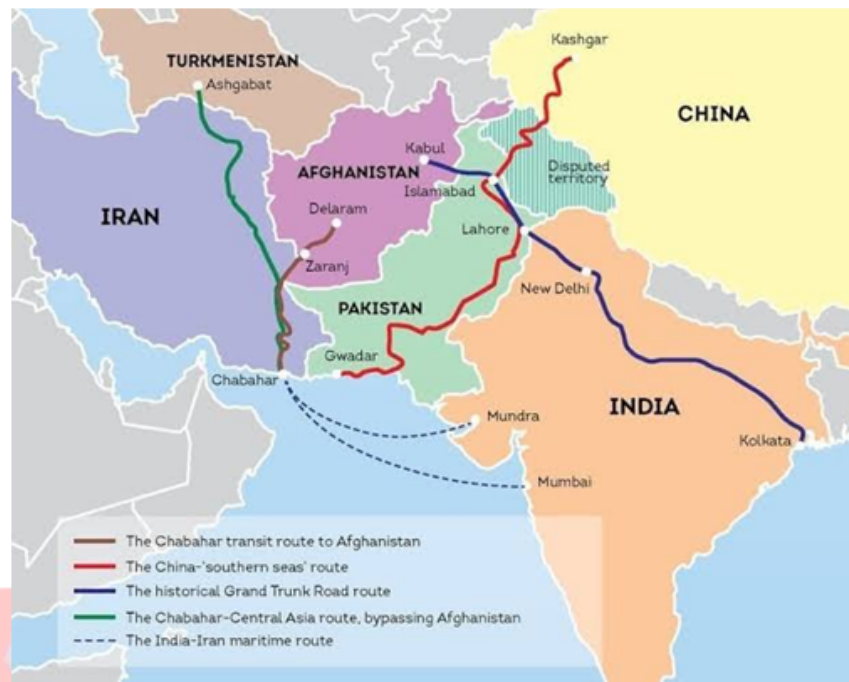 Kashgar
TURKMENISTAN
Ashgabat
CHINA
Kabul
AFGHANISTAN
Disputed
territory
Islamabad
IRAN
Delaram
Lahore
Zaranj
New Delhi
PAKISTAN
Gwadar
Chabahar
INDIA
Mundra
Kolkata
Mumbai
The Chabahar transit route to Afghanistan
The China-'southern seas' route
The historical Grand Trunk Road route
The Chabahar-Central Asia route, bypassing Afghanistan
The India-Iran maritime route